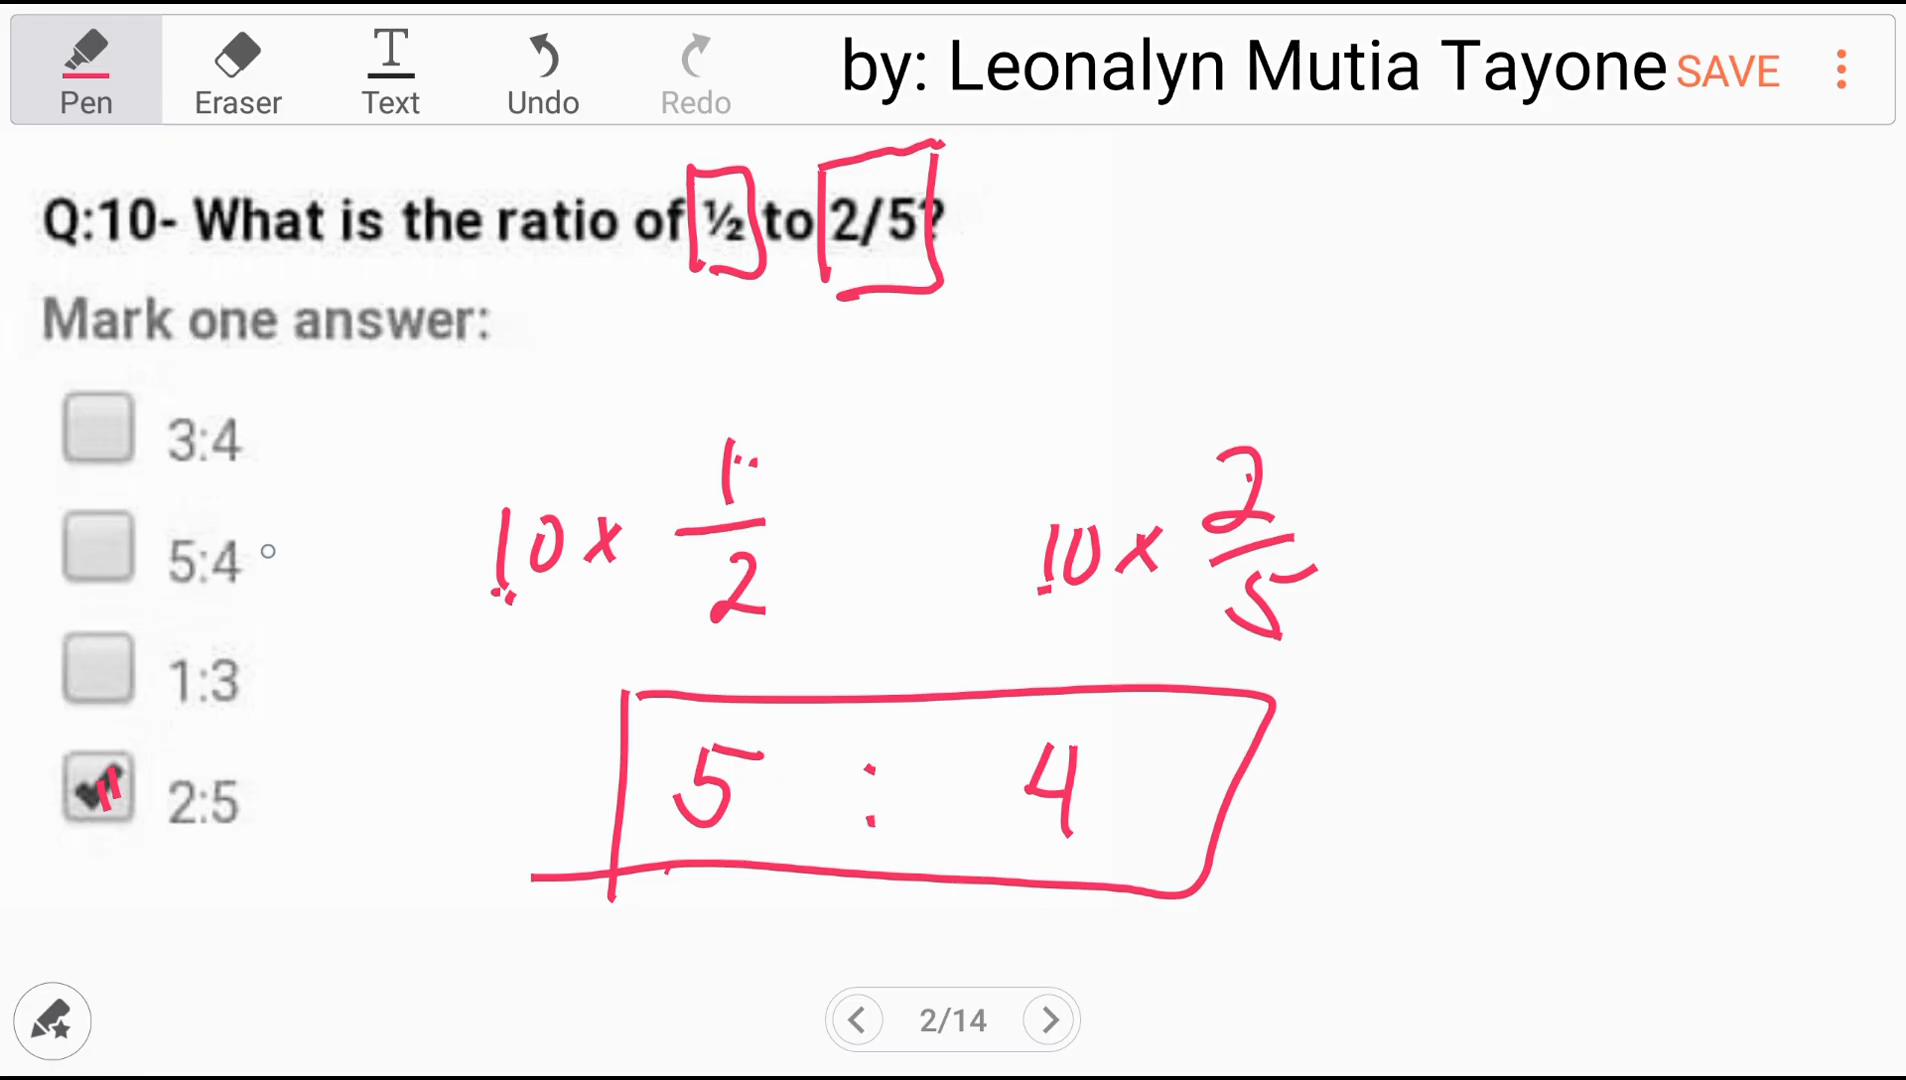 Pen Eraser Text Undo Redo by: Leonalyn Mutia Tayone SAVE
Q:10- What is the ratio of ½ to 2/5?
Mark one answer:
3:4
5:4
1:3
2:5
10 x 1/2 10 x 2/5
5 : 4
2/14